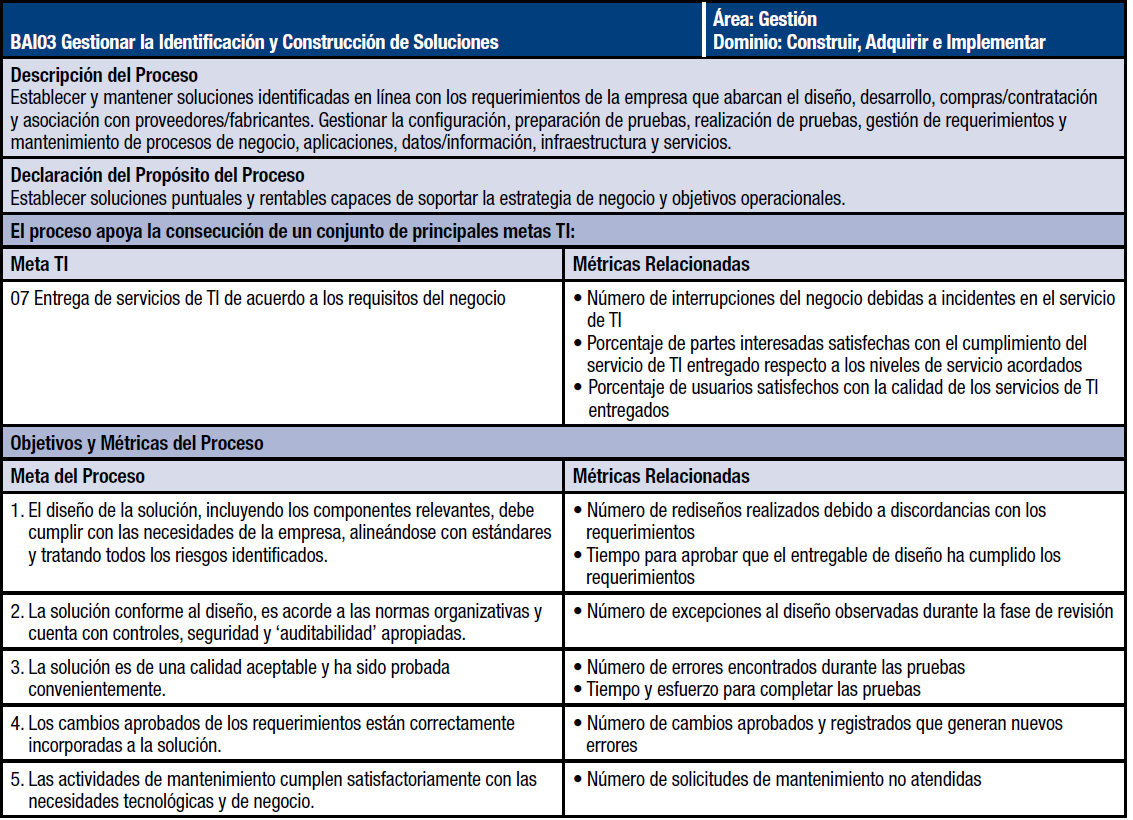 BAI03 Gestionar la Identificación y Construcción de Soluciones
Área: Gestión
Dominio: Construir, Adquirir e Implementar
Descripción del Proceso
Establecer y mantener soluciones identificadas en línea con los requerimientos de la empresa que abarcan el diseño, desarrollo, compras/contratación
y asociación con proveedores/fabricantes. Gestionar la configuración, preparación de pruebas, realización de pruebas, gestión de requerimientos y
mantenimiento de procesos de negocio, aplicaciones, datos/información, infraestructura y servicios.
Declaración del Propósito del Proceso
Establecer soluciones puntuales y rentables capaces de soportar la estrategia de negocio y objetivos operacionales.
El proceso apoya la consecución de un conjunto de principales metas TI:
Meta TI
Métricas Relacionadas
07 Entrega de servicios de TI de acuerdo a los requisitos del negocio
• Número de interrupciones del negocio debidas a incidentes en el servicio
de TI
• Porcentaje de partes interesadas satisfechas con el cumplimiento del
servicio de TI entregado respecto a los niveles de servicio acordados
• Porcentaje de usuarios satisfechos con la calidad de los servicios de TI
entregados
Objetivos y Métricas del Proceso
Meta del Proceso
Métricas Relacionadas
1. El diseño de la solución, incluyendo los componentes relevantes, debe
cumplir con las necesidades de la empresa, alineándose con estándares
y tratando todos los riesgos identificados.
• Número de rediseños realizados debido a discordancias con los
requerimientos
• Tiempo para aprobar que el entregable de diseño ha cumplido los
requerimientos
2. La solución conforme al diseño, es acorde a las normas organizativas y
cuenta con controles, seguridad y ‘auditabilidad’ apropiadas.
• Número de excepciones al diseño observadas durante la fase de revisión
3. La solución es de una calidad aceptable y ha sido probada
convenientemente.
• Número de errores encontrados durante las pruebas
• Tiempo y esfuerzo para completar las pruebas
4. Los cambios aprobados de los requerimientos están correctamente
incorporadas a la solución.
• Número de cambios aprobados y registrados que generan nuevos
errores
5. Las actividades de mantenimiento cumplen satisfactoriamente con las
necesidades tecnológicas y de negocio.
• Número de solicitudes de mantenimiento no atendidas